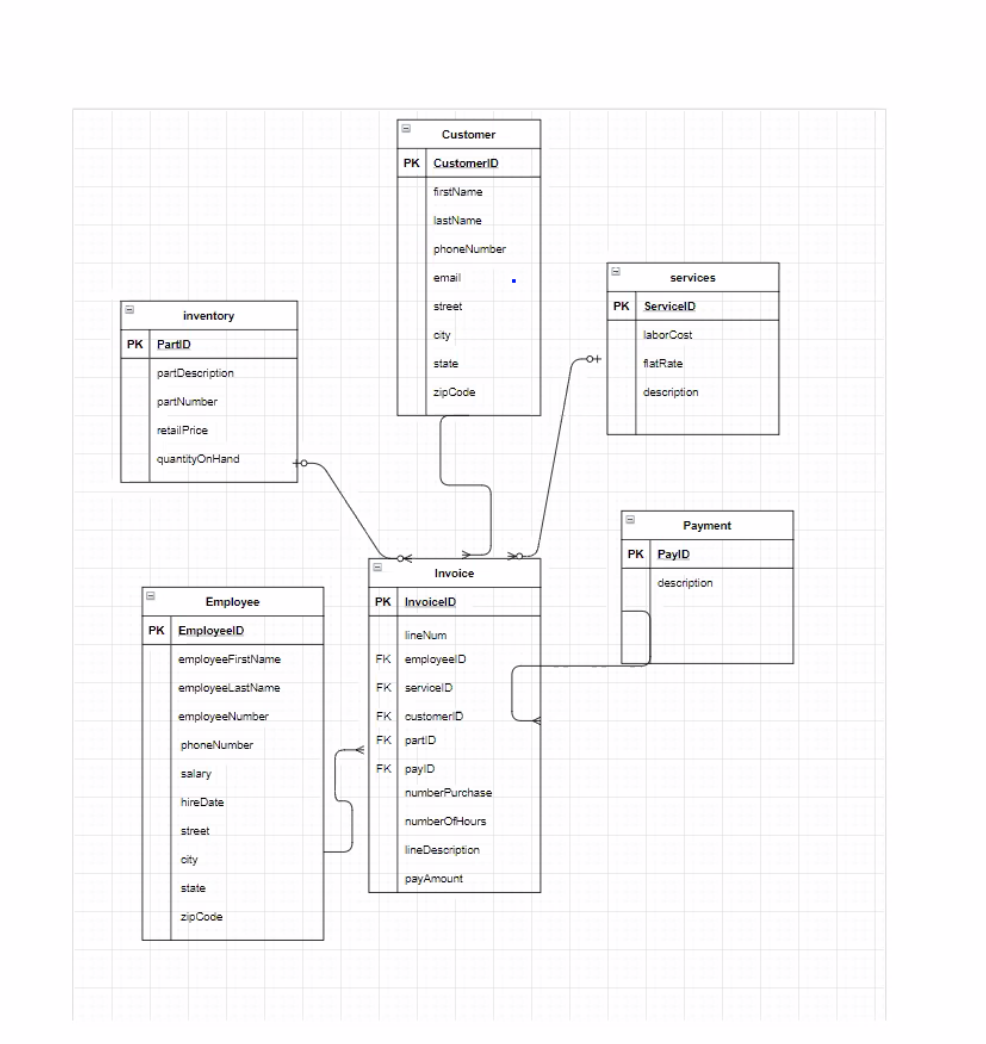 Customer
PK CustomerID
firstName
lastName
phoneNumber
email
street
city
state
zipCode
services
PK ServiceID
laborCost
flatRate
description
inventory
PK PartID
partDescription
partNumber
retailPrice
quantityOnHand
Payment
PK PayID
description
Invoice
PK InvoiceID
lineNum
FK employeeID
FK serviceID
FK customerID
FK partID
FK payID
numberPurchase
numberOfHours
lineDescription
payAmount
Employee
PK EmployeeID
employeeFirstName
employeeLastName
employeeNumber
phoneNumber
salary
hireDate
street
city
state
zipCode